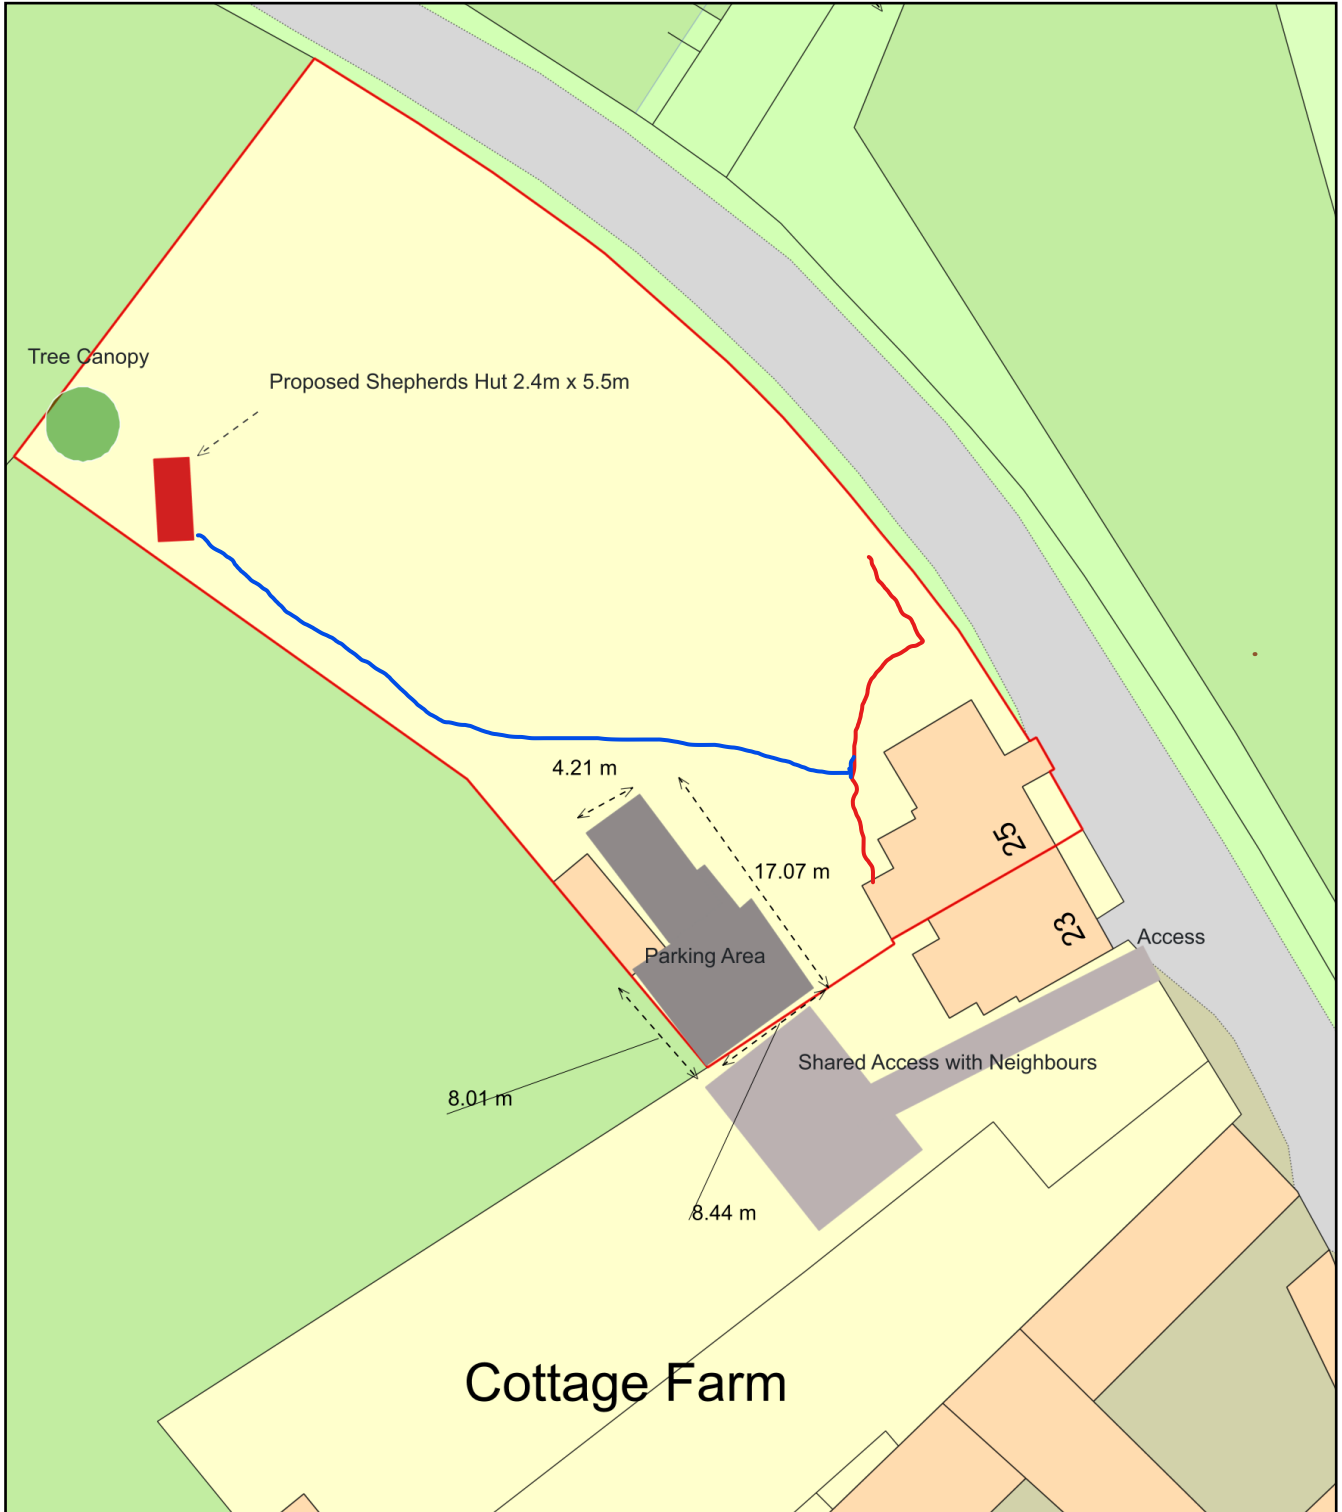 Tree Canopy
Proposed Shepherds Hut 2.4m x 5.5m
4.21 m
25
17.07 m
23
Access
Parking Area
Shared Access with Neighbours
8.01 m
8.44 m
Cottage Farm